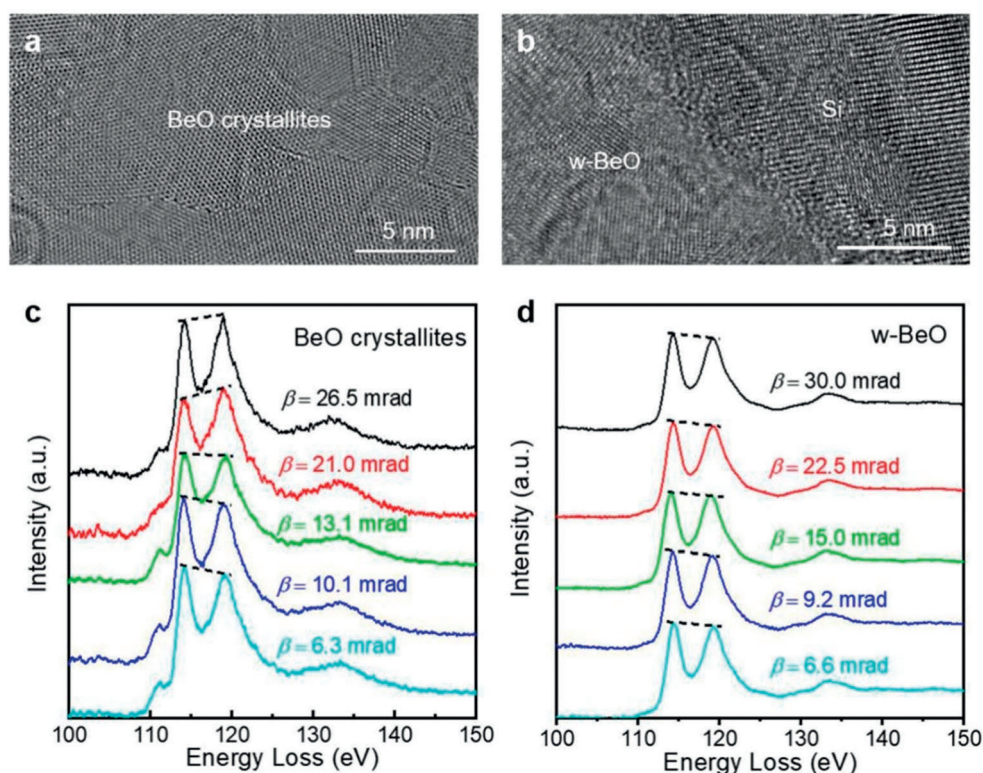 a
BeO crystallites
5 nm
b
Si
w-BeO
5 nm
c
BeO crystallites
β = 26.5 mrad
β = 21.0 mrad
β = 13.1 mrad
β = 10.1 mrad
β = 6.3 mrad
Intensity (a.u.)
100 110 120 130 140 150
Energy Loss (eV)
d
w-BeO
β = 30.0 mrad
β = 22.5 mrad
β = 15.0 mrad
β = 9.2 mrad
β = 6.6 mrad
Intensity (a.u.)
100 110 120 130 140 150
Energy Loss (eV)